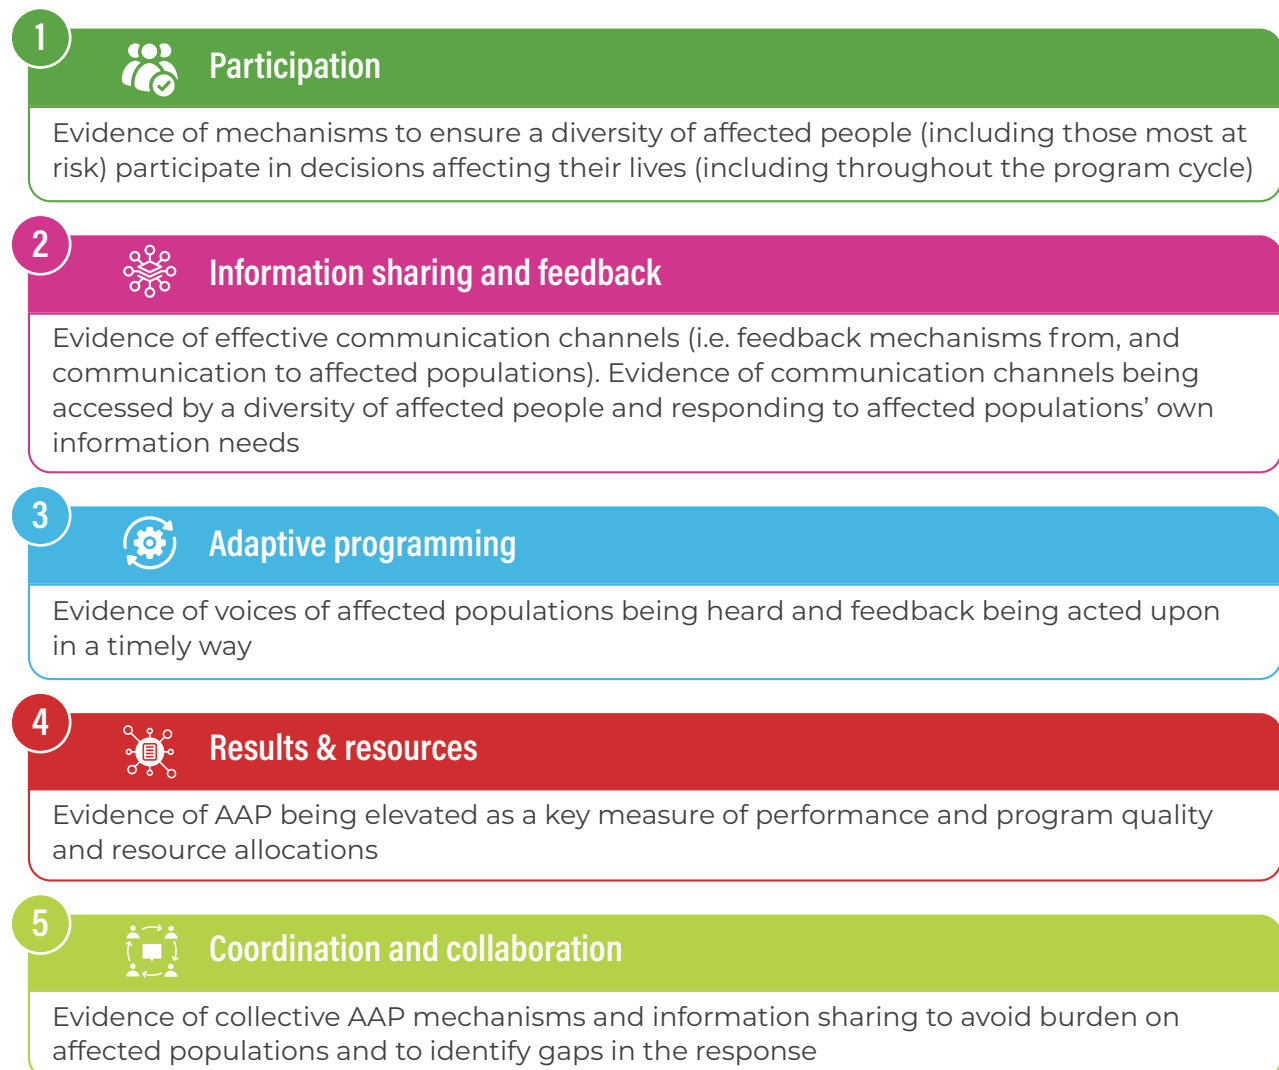 1
Participation
Evidence of mechanisms to ensure a diversity of affected people (including those most at
risk) participate in decisions affecting their lives (including throughout the program cycle)
2
Information sharing and feedback
Evidence of effective communication channels (i.e. feedback mechanisms from, and
communication to affected populations). Evidence of communication channels being
accessed by a diversity of affected people and responding to affected populations’ own
information needs
3
Adaptive programming
Evidence of voices of affected populations being heard and feedback being acted upon
in a timely way
4
Results & resources
Evidence of AAP being elevated as a key measure of performance and program quality
and resource allocations
5
Coordination and collaboration
Evidence of collective AAP mechanisms and information sharing to avoid burden on
affected populations and to identify gaps in the response